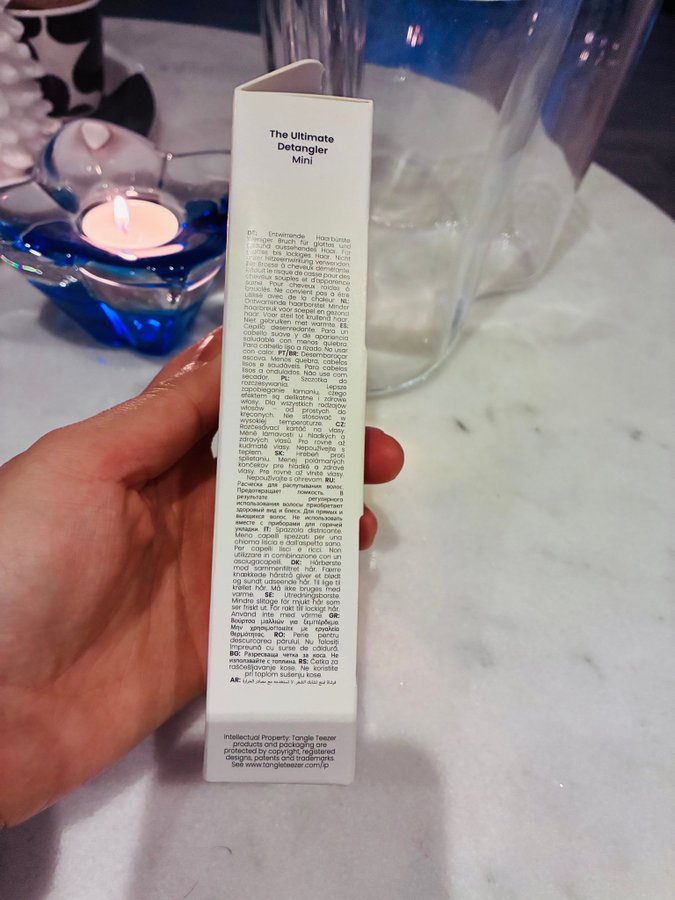 The Ultimate
Detangler
Mini
DE: Entwirrende Haarbürste
Weniger Bruch für glattes und
gesund aussehendes Haar. Für
glattes bis lockiges Haar. Nicht
unter Hitzeeinwirkung verwenden.
FR: Brosse à cheveux démêlante.
Réduit le risque de casse pour des
cheveux souples et d'apparence
saine. Pour cheveux raides à
bouclés. Ne convient pas à être
utilisé avec de la chaleur. NL:
Ontwarrende haarborstel. Minder
haarbreuk voor soepel en gezond
haar. Voor steil tot krullend haar.
Niet gebruiken met warmte. ES:
Cepillo desenredante. Para un
cabello suave y de apariencia
saludable con menos quiebra.
Para cabello liso a rizado. No usar
con calor. PT/BR: Desembaraçar
escova. Menos quebra, cabelos
lisos e saudáveis. Para cabelos
lisos a ondulados. Não use com
secador. PL: Szczotka do
rozczesywania. Lepsze
zapobieganie łamaniu, czego
efektem są delikatne i zdrowe
włosy. Dla wszystkich rodzajów
włosów - od prostych do
kręconych. Nie stosować w
wysokiej temperaturze. CZ:
Rozčesávací kartáč na vlasy.
Méně lámavosti u hladkých a
zdravých vlasů. Pro rovné až
kudrnaté vlasy. Nepoužívejte s
teplem. SK: Hrebeň proti
splietaniu. Menej polámaných
končekov pre hladké a zdravé
vlasy. Pre rovné až vlnité vlasy.
Nepoužívajte s ohrevom. RU:
Расческа для распутывания волос.
Предотвращает ломкость. В
результате регулярного
использования волосы приобретают
здоровый вид и блеск. Для прямых и
вьющихся волос. Не использовать
вместе с приборами для горячей
укладки. IT: Spazzola districante.
Meno capelli spezzati per una
chioma liscia e dall'aspetto sano.
Per capelli lisci e ricci. Non
utilizzare in combinazione con un
asciugacapelli. DK: Hårbørste
mod sammenfiltret hår. Færre
knækkede hårstrå giver et blødt
og sundt udseende hår. Til lige til
krøllet hår. Må ikke bruges med
varme. SE: Utredningsborste.
Mindre slitage för mjukt hår som
ser friskt ut. För rakt till lockigt hår.
Använd inte med värme. GR:
Βούρτσα μαλλιών για ξεμπέρδεμα.
Μην χρησιμοποιείτε με εργαλεία
θερμότητας. RO: Perie pentru
descurcarea părului. Nu folosiți
împreună cu surse de căldură.
BG: Разресваща четка за коса. Не
използвайте с топлина. RS: Četka za
raščešljavanje kose. Ne koristite
pri toplom sušenju kose.
AR: فرشاة لفك تشابك الشعر. لا تستخدمه مع مصادر الحرارة
Intellectual Property: Tangle Teezer
products and packaging are
protected by copyright, registered
designs, patents and trademarks.
See www.tangleteezer.com/ip